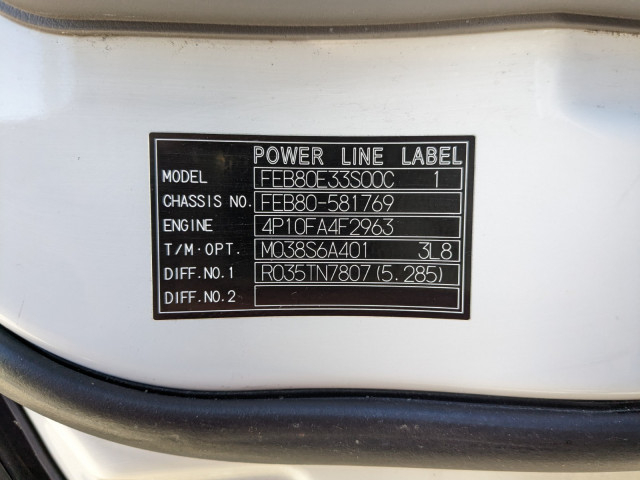 POWER LINE LABEL
MODEL FEB80E33S00C 1
CHASSIS NO. FEB80-581769
ENGINE 4P10FA4F2963
T/M·OPT. M038S6A401 3L8
DIFF.NO.1 R035TN7807(5.285)
DIFF.NO.2